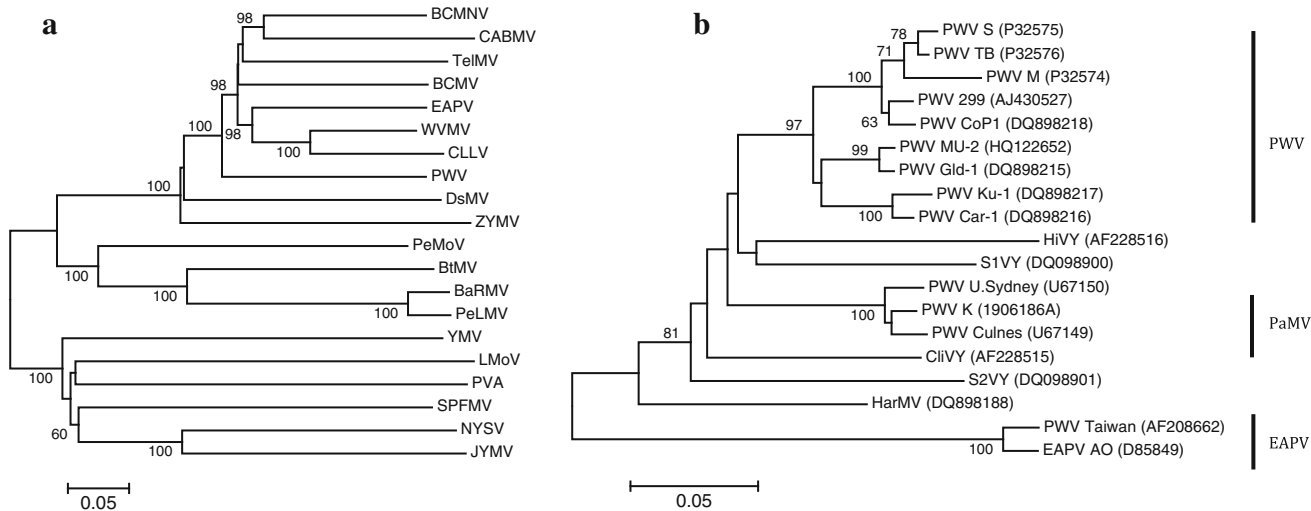 a
98
BCMNV
CABMV
TelMV
98
BCMV
EAPV
98
WVMV
100
CLLV
100
PWV
100
DsMV
ZYMV
PeMoV
100
BtMV
100
BaRMV
100
PeLMV
YMV
100
LMoV
PVA
SPFMV
60
NYSV
100
JYMV
0.05
b
78
PWV S (P32575)
71
PWV TB (P32576)
100
PWV M (P32574)
PWV 299 (AJ430527)
63
PWV CoP1 (DQ898218)
97
99
PWV MU-2 (HQ122652)
PWV Gld-1 (DQ898215)
PWV Ku-1 (DQ898217)
100
PWV Car-1 (DQ898216)
PWV
HiVY (AF228516)
S1VY (DQ098900)
PWV U.Sydney (U67150)
100
PWV K (1906186A)
PWV Culnes (U67149)
PaMV
81
CliVY (AF228515)
S2VY (DQ098901)
HarMV (DQ898188)
PWV Taiwan (AF208662)
100
EAPV AO (D85849)
EAPV
0.05